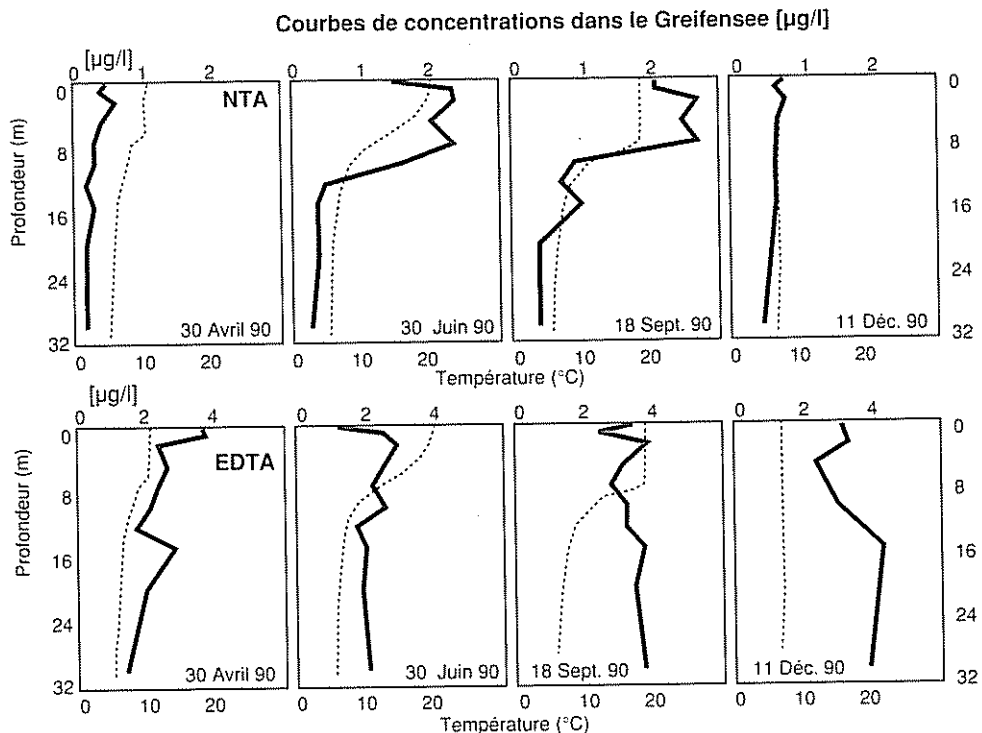 Courbes de concentrations dans le Greifensee [µg/l]
[µg/l]
0 1 2 0 1 2 0 1 2 0 1 2
Profondeur (m)
0 8 16 24 32
NTA
0 8 16 24 32
30 Avril 90 30 Juin 90 18 Sept. 90 11 Déc. 90
0 10 20 0 10 20 0 10 20 0 10 20
Température (°C)
[µg/l]
0 2 4 0 2 4 0 2 4 0 2 4
Profondeur (m)
0 8 16 24 32
EDTA
0 8 16 24 32
30 Avril 90 30 Juin 90 18 Sept. 90 11 Déc. 90
0 10 20 0 10 20 0 10 20 0 10 20
Température (°C)